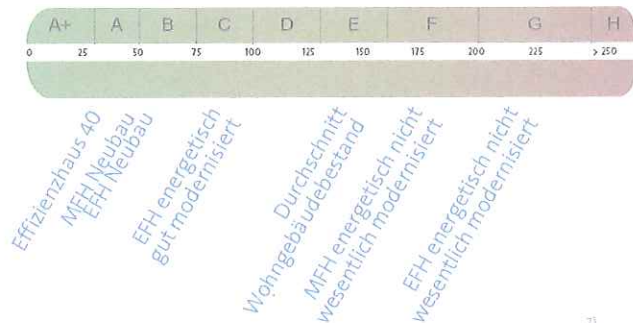 A+ A B C D E F G H
0 25 50 75 100 125 150 175 200 225 > 250
Effizienzhaus 40
MFH Neubau
EFH Neubau
EFH energetisch
gut modernisiert
Durchschnitt
Wohngebäudebestand
MFH energetisch nicht
wesentlich modernisiert
EFH energetisch nicht
wesentlich modernisiert